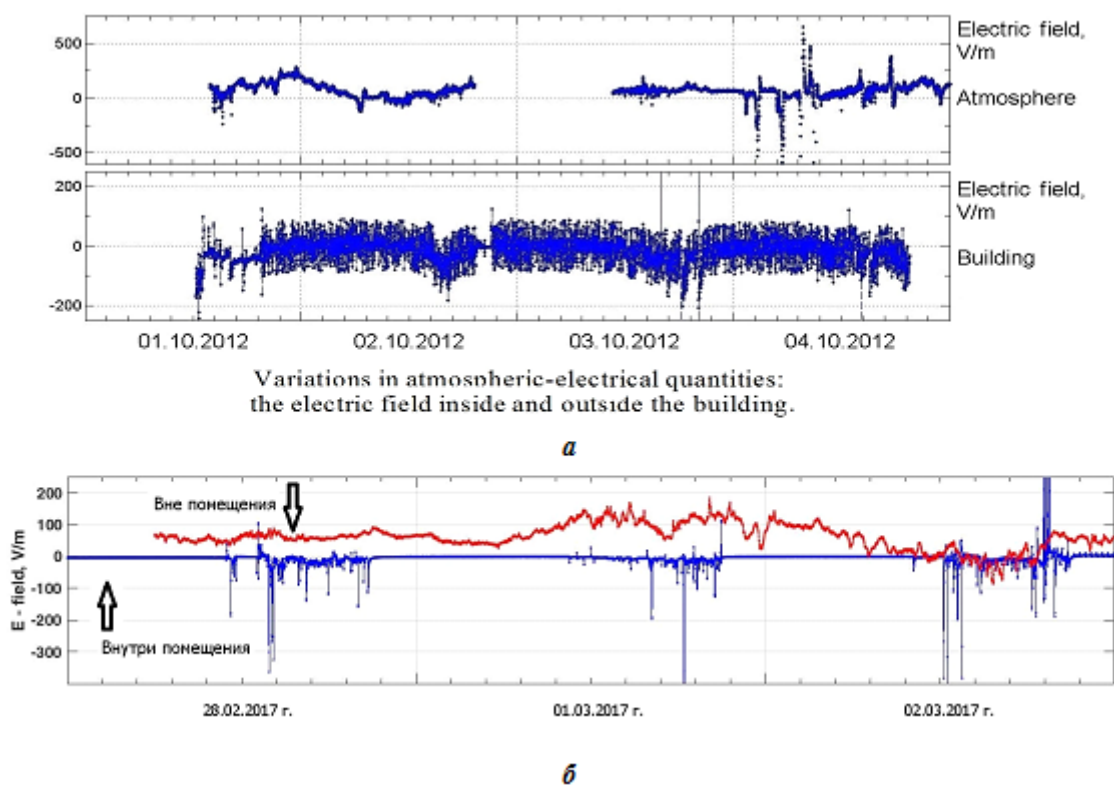 500
0
-500
Electric field,
V/m
Atmosphere
200
0
-200
Electric field,
V/m
Building
01.10.2012 02.10.2012 03.10.2012 04.10.2012
Variations in atmospheric-electrical quantities:
the electric field inside and outside the building.
а
E - field, V/m
200
100
0
-100
-200
-300
Вне помещения
Внутри помещения
28.02.2017 г. 01.03.2017 г. 02.03.2017 г.
б